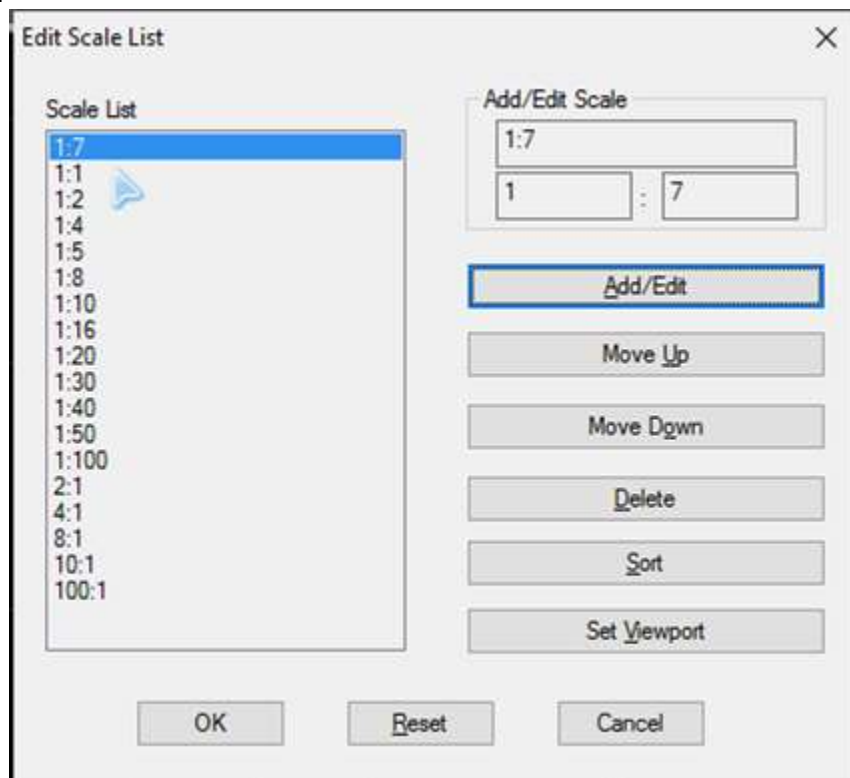 Edit Scale List
Scale List
1:7
1:1
1:2
1:4
1:5
1:8
1:10
1:16
1:20
1:30
1:40
1:50
1:100
2:1
4:1
8:1
10:1
100:1
Add/Edit Scale
1:7
1 : 7
Add/Edit
Move Up
Move Down
Delete
Sort
Set Viewport
OK Reset Cancel